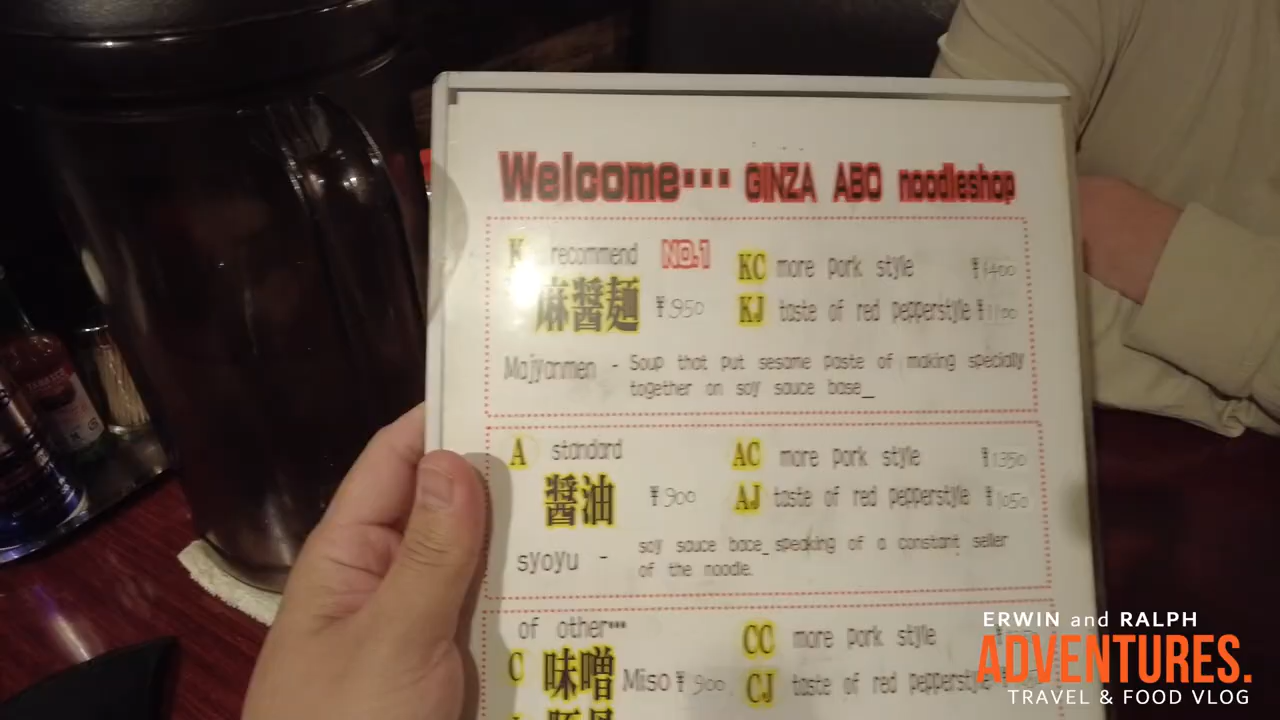 Welcome… GINZA ABO noodleshop
K recommend NO.1
麻醤麺 ¥950
KC more pork style ¥1400
KJ taste of red pepperstyle ¥1100
Majyanmen - Soup that put sesame paste of making specialty
together on soy sauce base_
A standard
醤油 ¥900
AC more pork style ¥1350
AJ taste of red pepperstyle ¥1050
syoyu - soy sauce bace_speaking of a constant seller
of the noodle.
of other…
C 味噌 Miso ¥900
CC more pork style
CJ taste of red pepperstyle
ERWIN and RALPH
ADVENTURES.
TRAVEL & FOOD VLOG